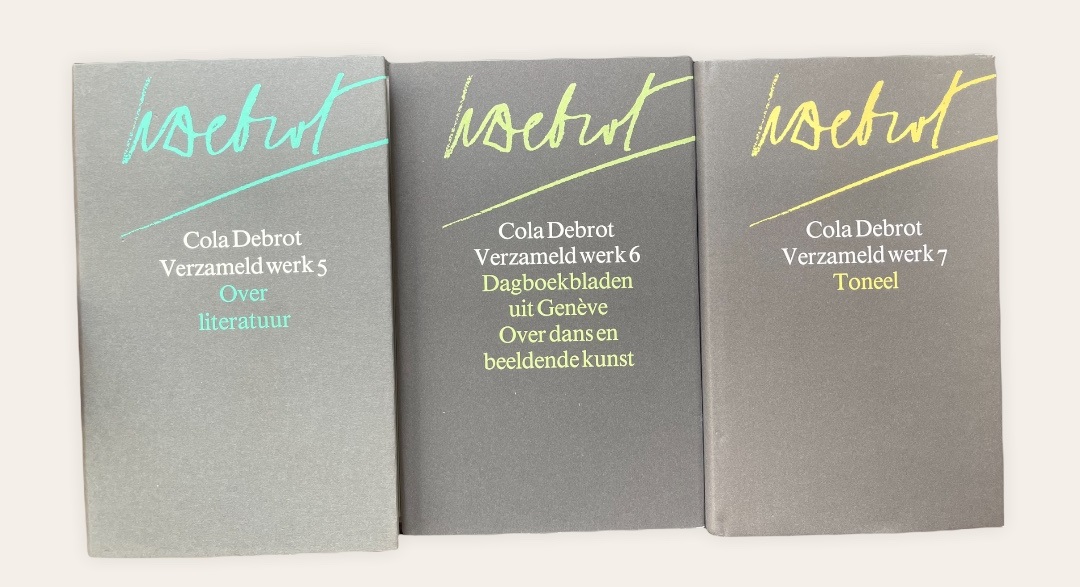 Debrot
Cola Debrot
Verzameld werk 5
Over
literatuur
Debrot
Cola Debrot
Verzameld werk 6
Dagboekbladen
uit Genève
Over dans en
beeldende kunst
Debrot
Cola Debrot
Verzameld werk 7
Toneel